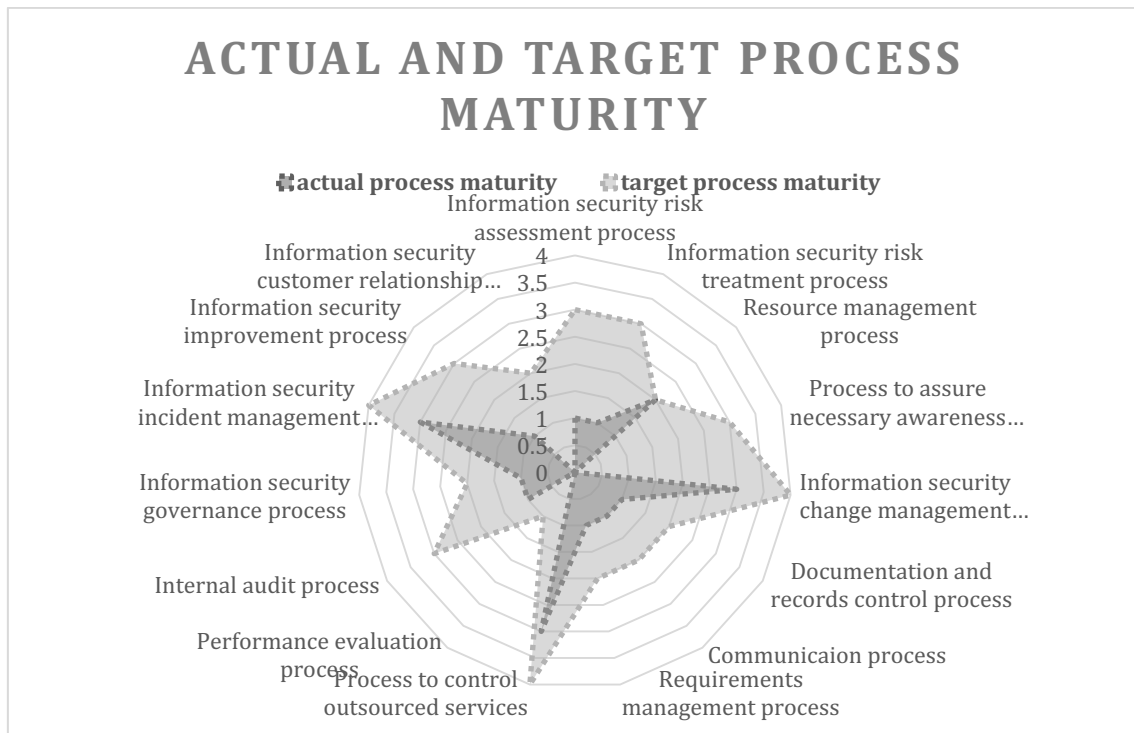 ACTUAL AND TARGET PROCESS
MATURITY
actual process maturity
target process maturity
Information security risk
assessment process
Information security risk
treatment process
Resource management
process
Process to assure
necessary awareness...
Information security
change management...
Documentation and
records control process
Communicaion process
Requirements
management process
Process to control
outsourced services
Performance evaluation
process
Internal audit process
Information security
governance process
Information security
incident management...
Information security
improvement process
Information security
customer relationship...
4
3.5
3
2.5
2
1.5
1
0.5
0